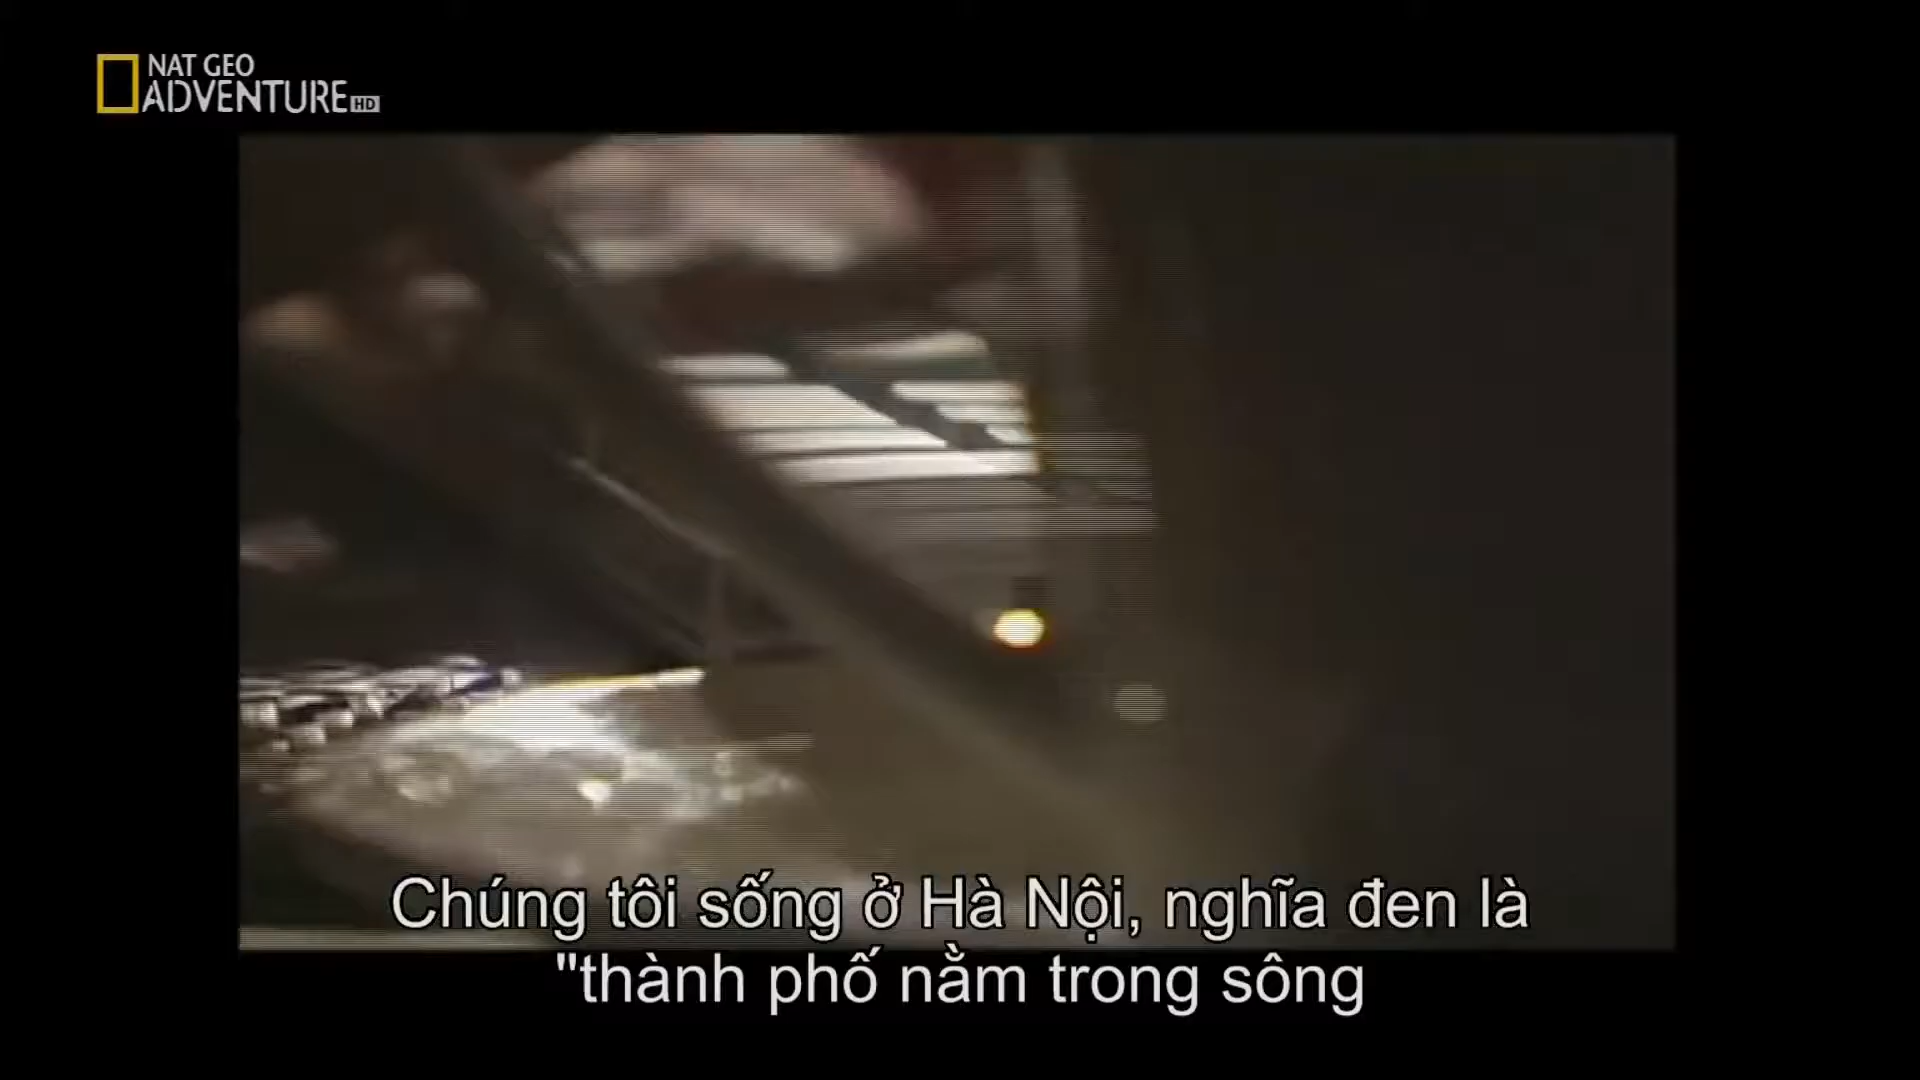 NAT GEO
ADVENTURE HD
Chúng tôi sống ở Hà Nội, nghĩa đen là
"thành phố nằm trong sông